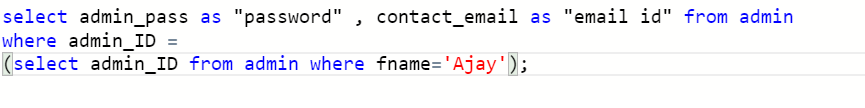 select admin_pass as "password" , contact_email as "email id" from admin
where admin_ID =
(select admin_ID from admin where fname='Ajay');